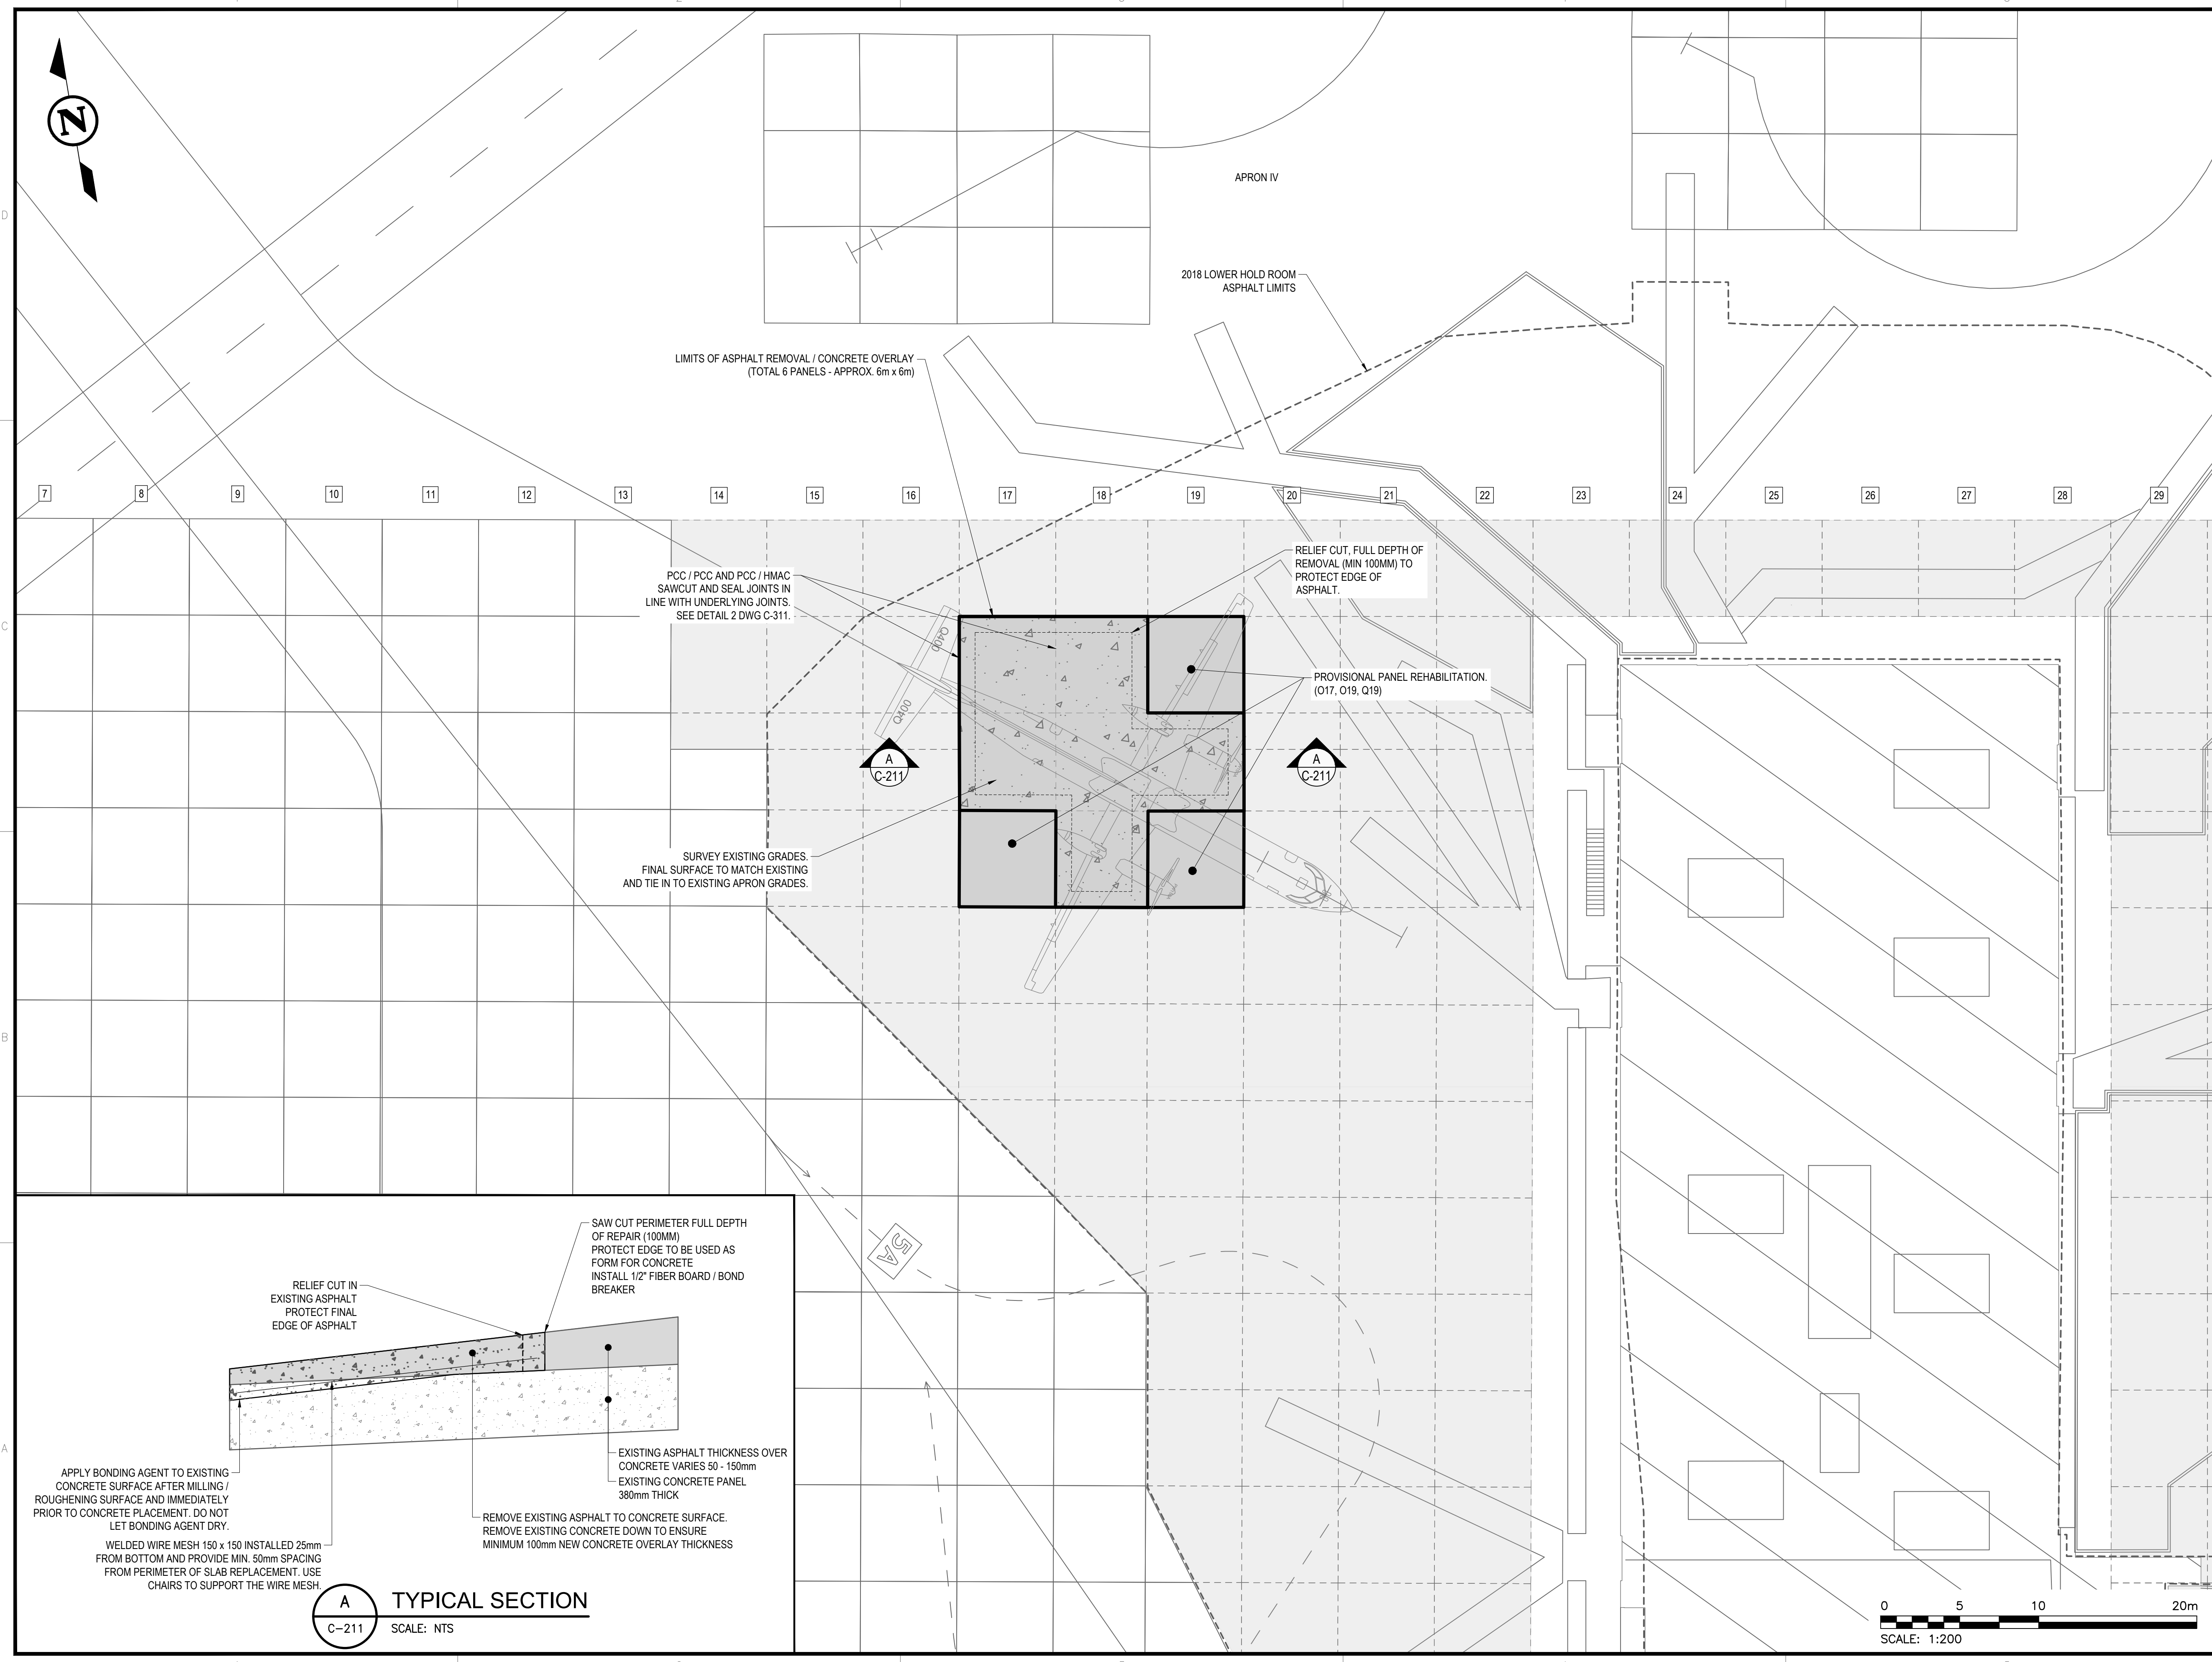 N
D
APRON IV
2018 LOWER HOLD ROOM
ASPHALT LIMITS
LIMITS OF ASPHALT REMOVAL / CONCRETE OVERLAY
(TOTAL 6 PANELS - APPROX. 6m x 6m)
7 8 9 10 11 12 13 14 15 16 17 18 19 20 21 22 23 24 25 26 27 28 29
C
RELIEF CUT, FULL DEPTH OF
REMOVAL (MIN 100MM) TO
PROTECT EDGE OF
ASPHALT.
PCC / PCC AND PCC / HMAC
SAWCUT AND SEAL JOINTS IN
LINE WITH UNDERLYING JOINTS.
SEE DETAIL 2 DWG C-311.
Q400
Q400
PROVISIONAL PANEL REHABILITATION.
(O17, O19, Q19)
A
C-211
A
C-211
SURVEY EXISTING GRADES.
FINAL SURFACE TO MATCH EXISTING
AND TIE IN TO EXISTING APRON GRADES.
B
5A
SAW CUT PERIMETER FULL DEPTH
OF REPAIR (100MM)
PROTECT EDGE TO BE USED AS
FORM FOR CONCRETE
INSTALL 1/2" FIBER BOARD / BOND
BREAKER
RELIEF CUT IN
EXISTING ASPHALT
PROTECT FINAL
EDGE OF ASPHALT
A
EXISTING ASPHALT THICKNESS OVER
CONCRETE VARIES 50 - 150mm
EXISTING CONCRETE PANEL
380mm THICK
APPLY BONDING AGENT TO EXISTING
CONCRETE SURFACE AFTER MILLING /
ROUGHENING SURFACE AND IMMEDIATELY
PRIOR TO CONCRETE PLACEMENT. DO NOT
LET BONDING AGENT DRY.
REMOVE EXISTING ASPHALT TO CONCRETE SURFACE.
REMOVE EXISTING CONCRETE DOWN TO ENSURE
MINIMUM 100mm NEW CONCRETE OVERLAY THICKNESS
WELDED WIRE MESH 150 x 150 INSTALLED 25mm
FROM BOTTOM AND PROVIDE MIN. 50mm SPACING
FROM PERIMETER OF SLAB REPLACEMENT. USE
CHAIRS TO SUPPORT THE WIRE MESH.
A
C-211
TYPICAL SECTION
SCALE: NTS
0 5 10 20m
SCALE: 1:200